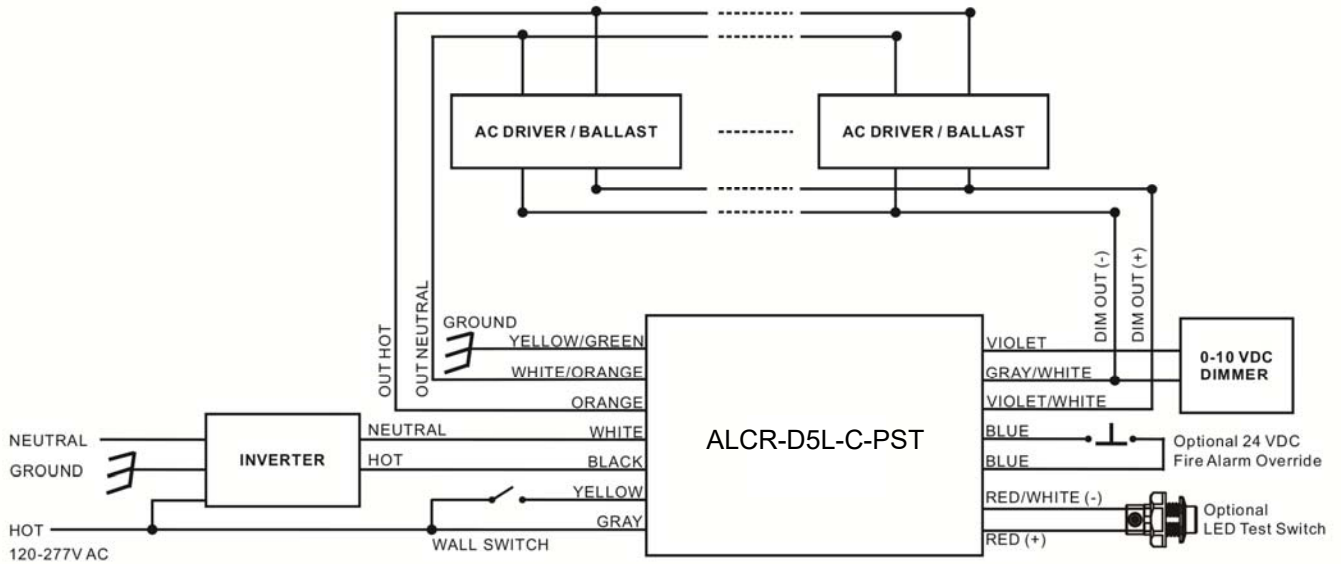 AC DRIVER / BALLAST
AC DRIVER / BALLAST
OUT HOT
OUT NEUTRAL
DIM OUT (-)
DIM OUT (+)
GROUND
YELLOW/GREEN
WHITE/ORANGE
ORANGE
WHITE
BLACK
YELLOW
GRAY
NEUTRAL
HOT
WALL SWITCH
NEUTRAL
GROUND
HOT
120-277V AC
INVERTER
ALCR-D5L-C-PST
VIOLET
GRAY/WHITE
VIOLET/WHITE
BLUE
BLUE
RED/WHITE (-)
RED (+)
0-10 VDC
DIMMER
Optional 24 VDC
Fire Alarm Override
Optional
LED Test Switch